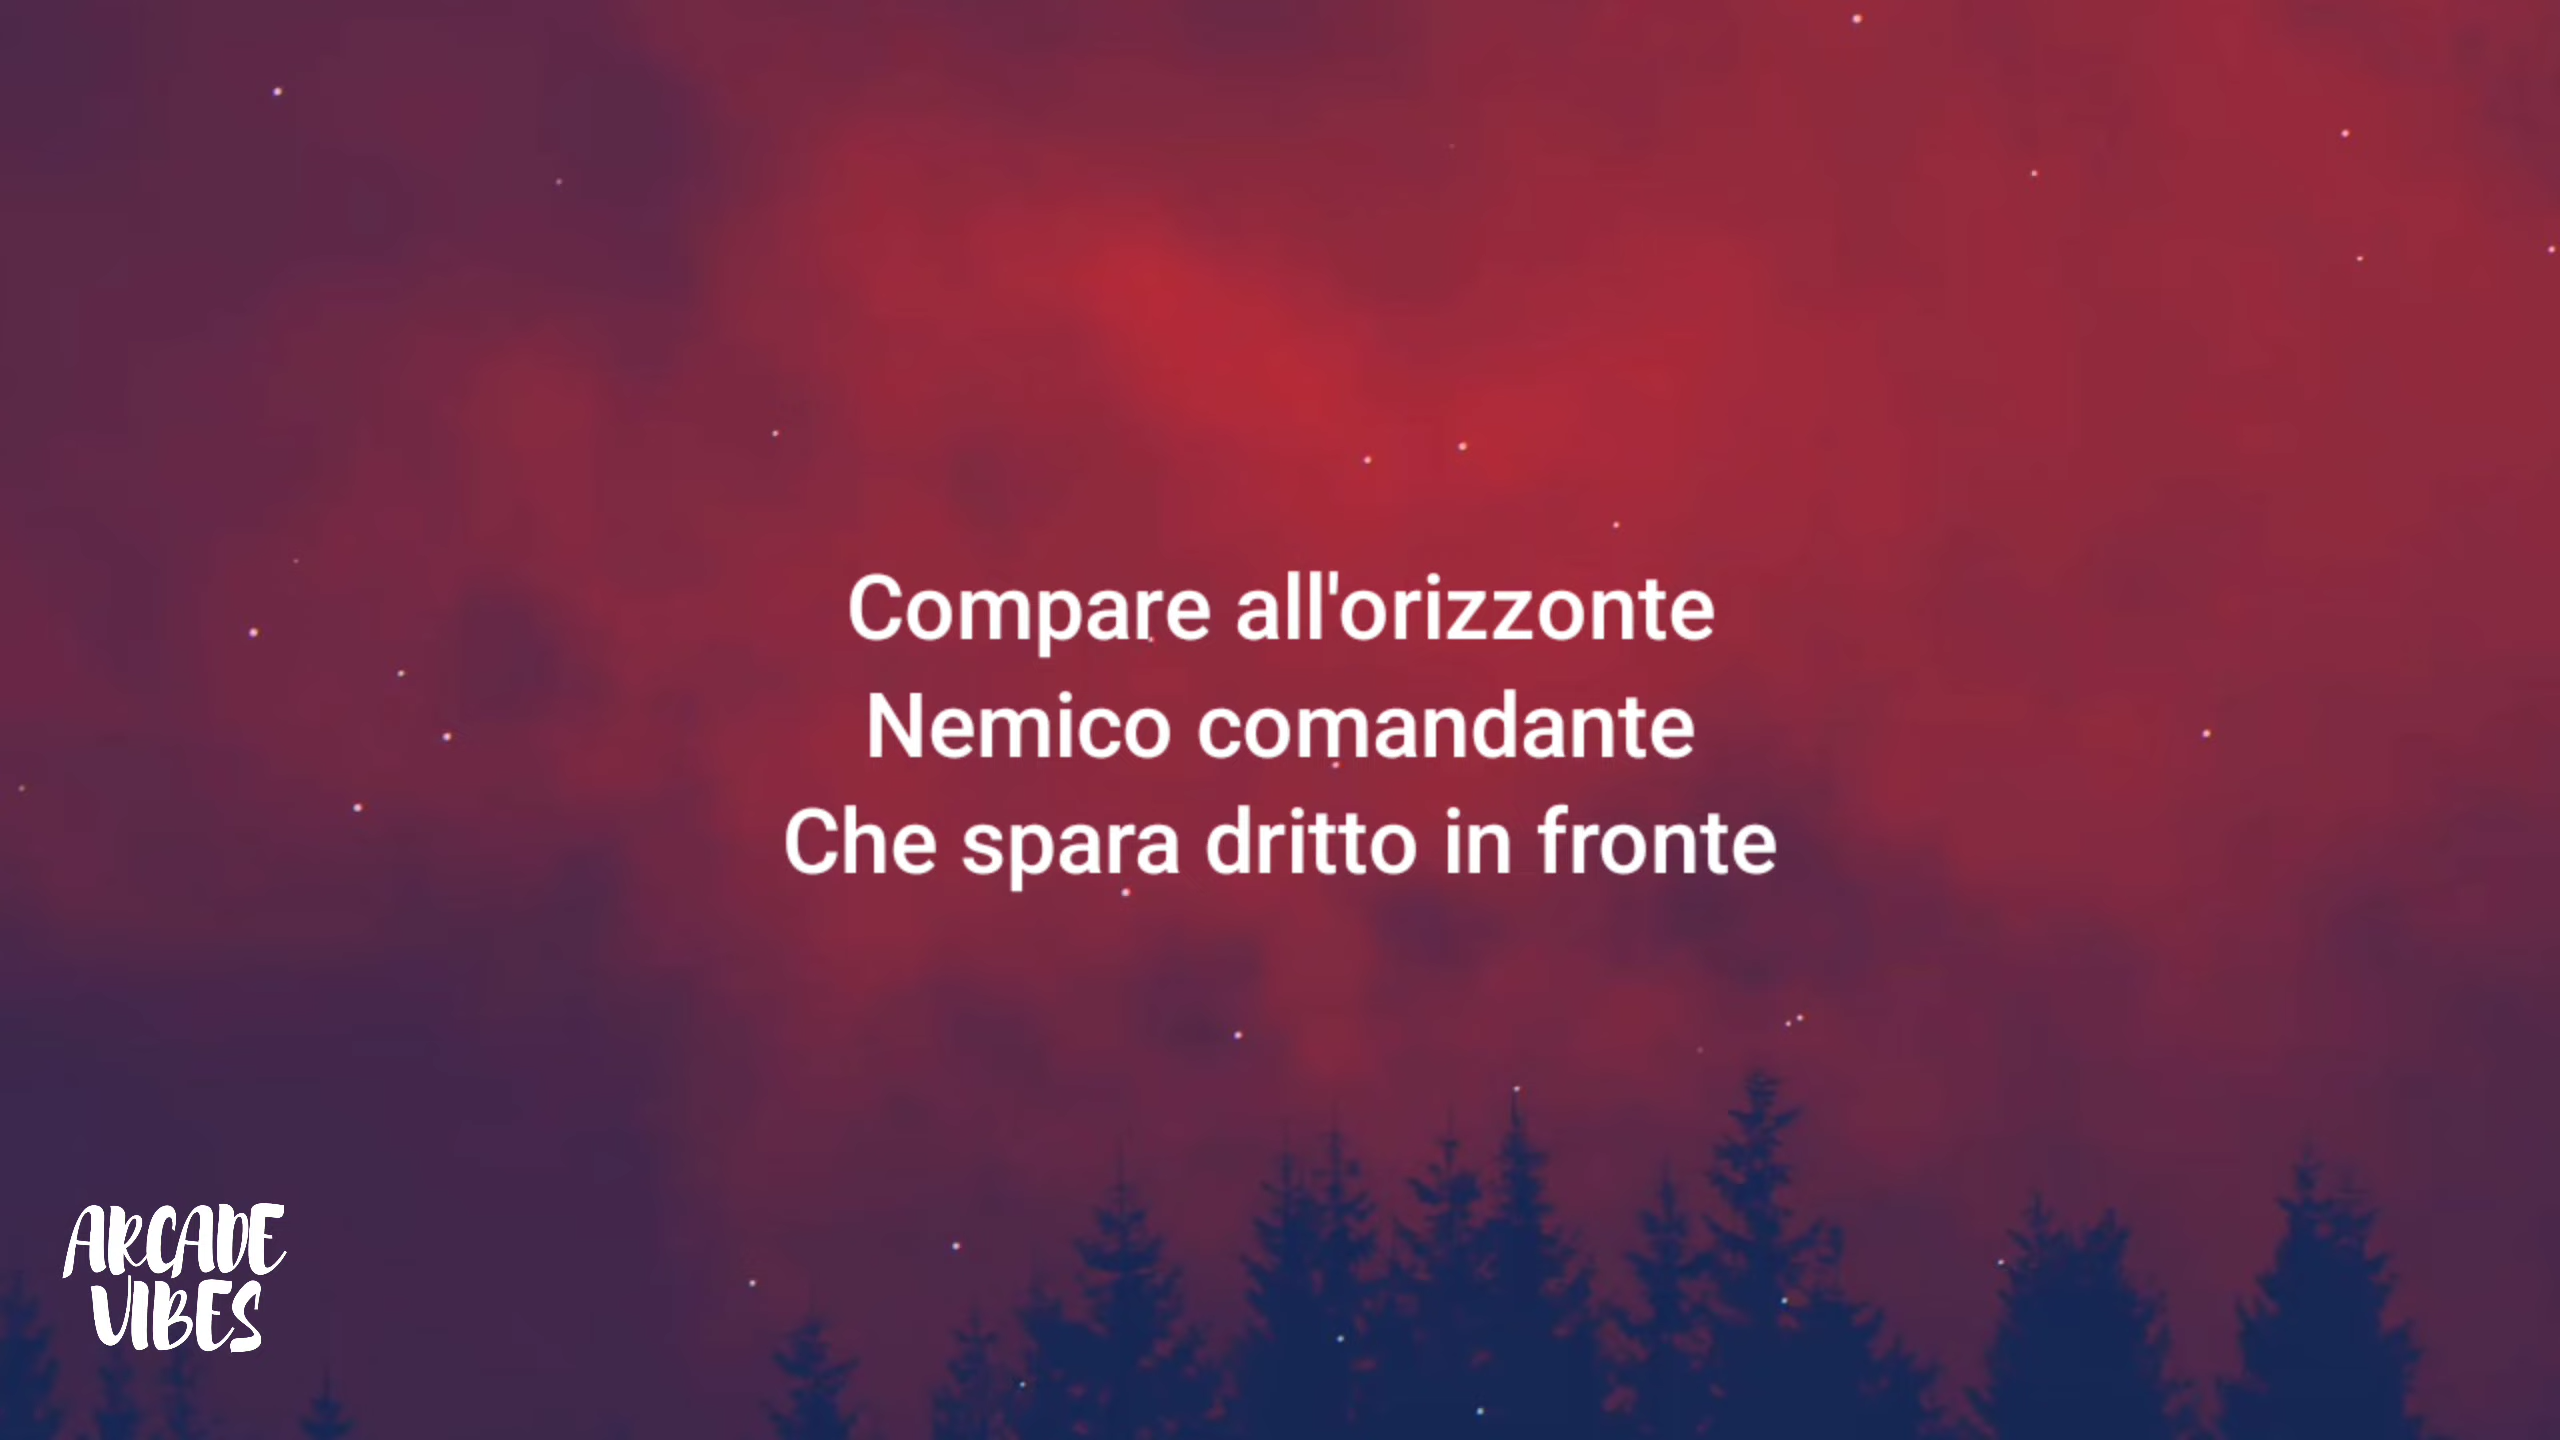 Compare all'orizzonte
Nemico comandante
Che spara dritto in fronte
ARCADE
VIBES